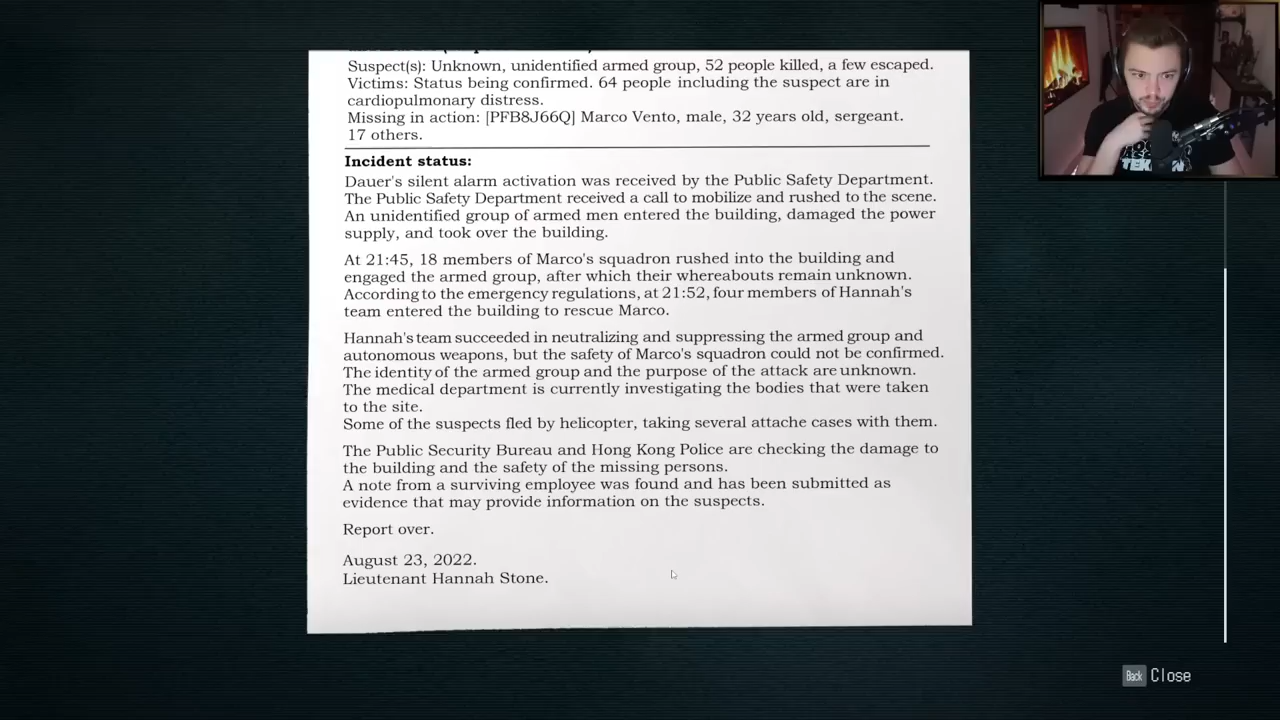 Suspect(s): Unknown, unidentified armed group, 52 people killed, a few escaped.
Victims: Status being confirmed. 64 people including the suspect are in
cardiopulmonary distress.
Missing in action: [PFB8J66Q] Marco Vento, male, 32 years old, sergeant.
17 others.
Incident status:
Dauer's silent alarm activation was received by the Public Safety Department.
The Public Safety Department received a call to mobilize and rushed to the scene.
An unidentified group of armed men entered the building, damaged the power
supply, and took over the building.
At 21:45, 18 members of Marco's squadron rushed into the building and
engaged the armed group, after which their whereabouts remain unknown.
According to the emergency regulations, at 21:52, four members of Hannah's
team entered the building to rescue Marco.
Hannah's team succeeded in neutralizing and suppressing the armed group and
autonomous weapons, but the safety of Marco's squadron could not be confirmed.
The identity of the armed group and the purpose of the attack are unknown.
The medical department is currently investigating the bodies that were taken
to the site.
Some of the suspects fled by helicopter, taking several attache cases with them.
The Public Security Bureau and Hong Kong Police are checking the damage to
the building and the safety of the missing persons.
A note from a surviving employee was found and has been submitted as
evidence that may provide information on the suspects.
Report over.
August 23, 2022.
Lieutenant Hannah Stone.
Back Close